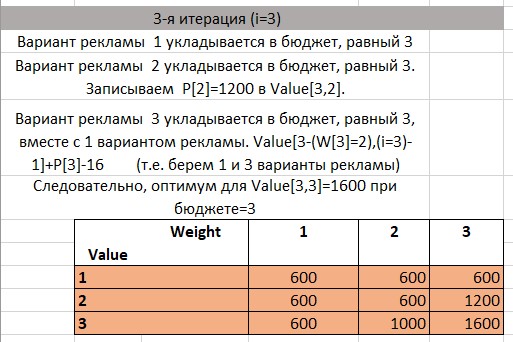 3-я итерация (i=3)
Вариант рекламы 1 укладывается в бюджет, равный 3
Вариант рекламы 2 укладывается в бюджет, равный 3.
Записываем P[2]=1200 в Value[3,2].
Вариант рекламы 3 укладывается в бюджет, равный 3,
вместе с 1 вариантом рекламы. Value[3-(W[3]=2),(i=3)-
1]+P[3]-16 (т.е. берем 1 и 3 варианты рекламы)
Следовательно, оптимум для Value[3,3]=1600 при
бюджете=3
Weight 1 2 3
Value
1 600 600 600
2 600 600 1200
3 600 1000 1600